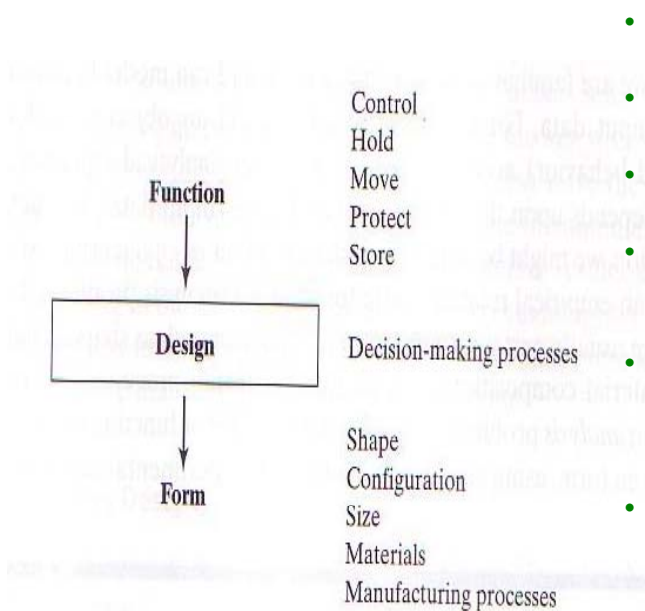 Control
Hold
Function Move
Protect
Store
Design Decision-making processes
Shape
Configuration
Form Size
Materials
Manufacturing processes